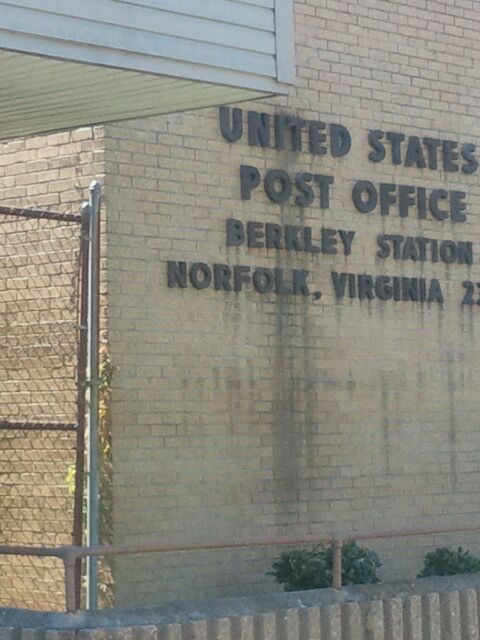 UNITED STATES
POST OFFICE
BERKLEY STATION
NORFOLK, VIRGINIA